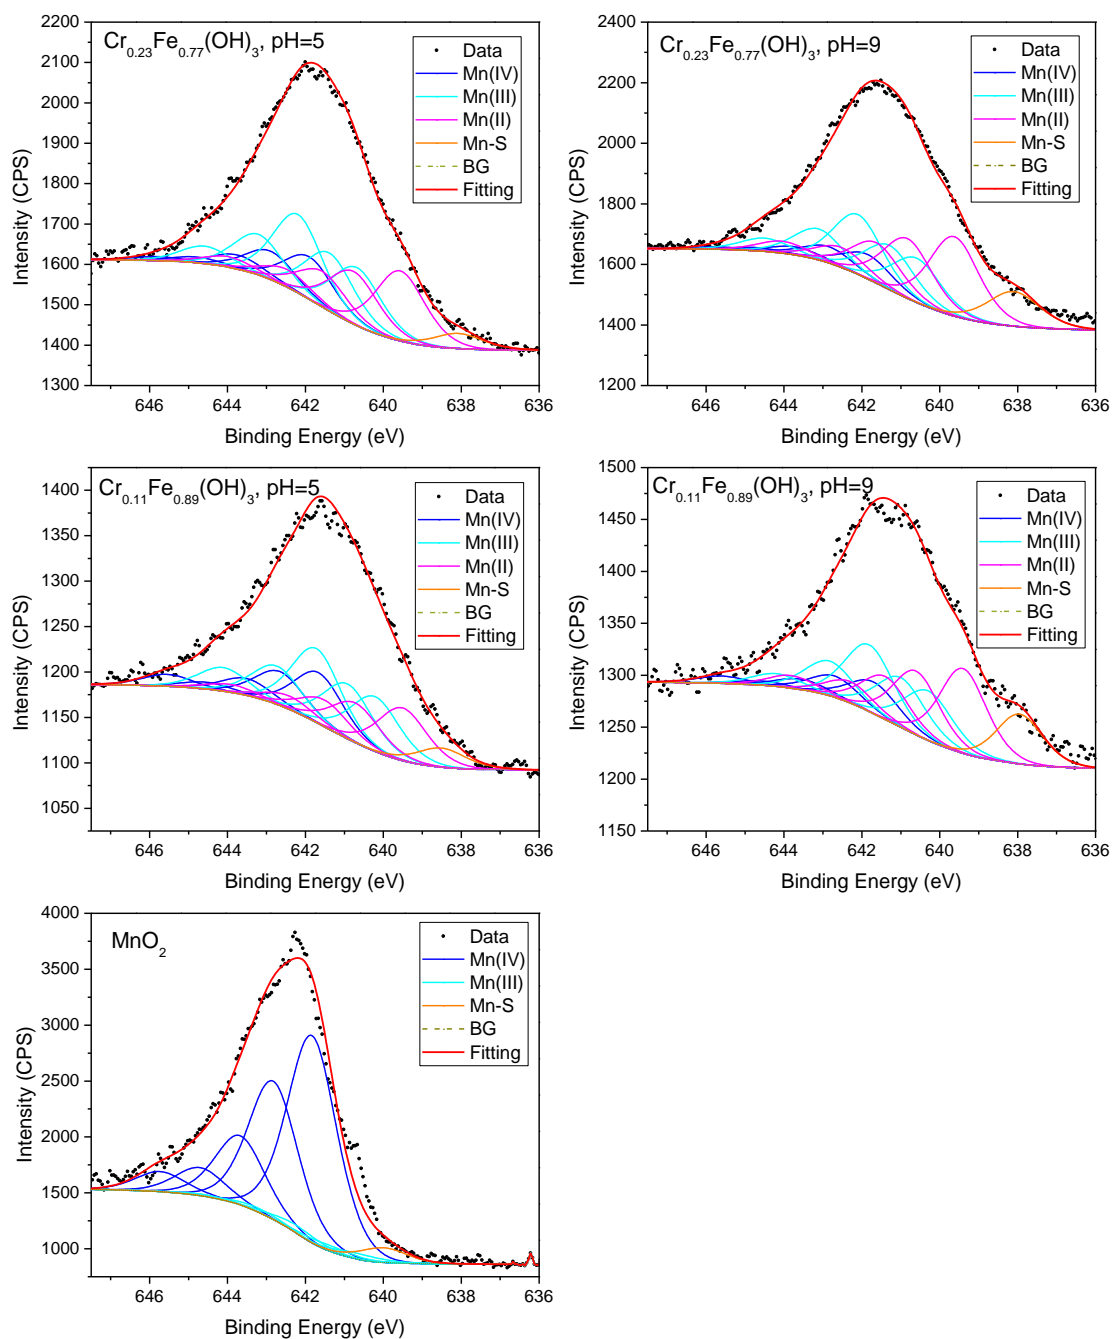 Cr0.23Fe0.77(OH)3, pH=5
Data
Mn(IV)
Mn(III)
Mn(II)
Mn-S
BG
Fitting
Intensity (CPS)
2200
2100
2000
1900
1800
1700
1600
1500
1400
1300
646 644 642 640 638 636
Binding Energy (eV)
Cr0.23Fe0.77(OH)3, pH=9
Data
Mn(IV)
Mn(III)
Mn(II)
Mn-S
BG
Fitting
Intensity (CPS)
2400
2200
2000
1800
1600
1400
1200
646 644 642 640 638 636
Binding Energy (eV)
Cr0.11Fe0.89(OH)3, pH=5
Data
Mn(IV)
Mn(III)
Mn(II)
Mn-S
BG
Fitting
Intensity (CPS)
1400
1350
1300
1250
1200
1150
1100
1050
646 644 642 640 638 636
Binding Energy (eV)
Cr0.11Fe0.89(OH)3, pH=9
Data
Mn(IV)
Mn(III)
Mn(II)
Mn-S
BG
Fitting
Intensity (CPS)
1500
1450
1400
1350
1300
1250
1200
1150
646 644 642 640 638 636
Binding Energy (eV)
MnO2
Data
Mn(IV)
Mn(III)
Mn-S
BG
Fitting
Intensity (CPS)
4000
3500
3000
2500
2000
1500
1000
646 644 642 640 638 636
Binding Energy (eV)